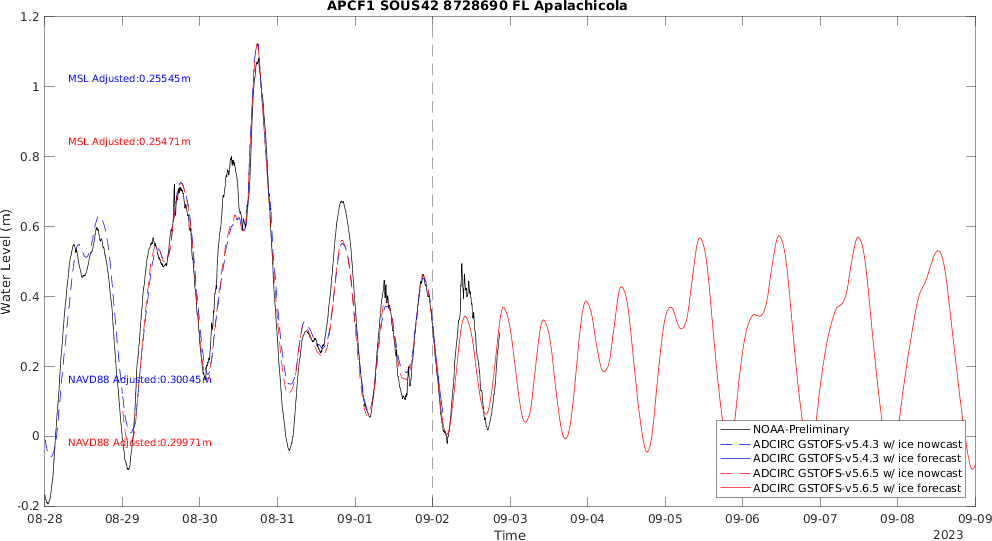 APCF1 SOUS42 8728690 FL Apalachicola
1.2
1
0.8
0.6
0.4
0.2
0
-0.2
Water Level (m)
MSL Adjusted:0.25545m
MSL Adjusted:0.25471m
NAVD88 Adjusted:0.30045m
NAVD88 Adjusted:0.29971m
NOAA-Preliminary
ADCIRC GSTOFS-v5.4.3 w/ ice nowcast
ADCIRC GSTOFS-v5.4.3 w/ ice forecast
ADCIRC GSTOFS-v5.6.5 w/ ice nowcast
ADCIRC GSTOFS-v5.6.5 w/ ice forecast
08-28 08-29 08-30 08-31 09-01 09-02 09-03 09-04 09-05 09-06 09-07 09-08 09-09
Time
2023